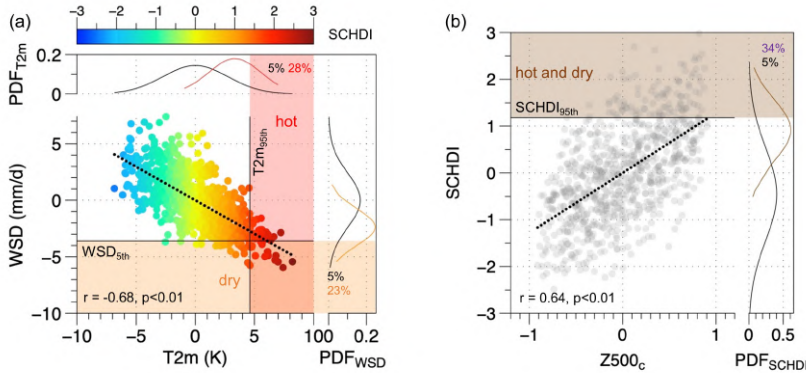 (a)
-3 -2 -1 0 1 2 3 SCHDI
PDF_T2m
0.2
0
5% 28%
hot
T2m_95th
WSD (mm/d)
5
0
-5
-10
WSD_5th
dry
5%
23%
r = -0.68, p<0.01
-10 -5 0 5 10 0 0.2
T2m (K) PDF_WSD
(b)
3
2
1
0
-1
-2
-3
SCHDI
hot and dry
SCHDI_95th
34%
5%
r = 0.64, p<0.01
-1 0 1 0 0.5
Z500_c PDF_SCHDI